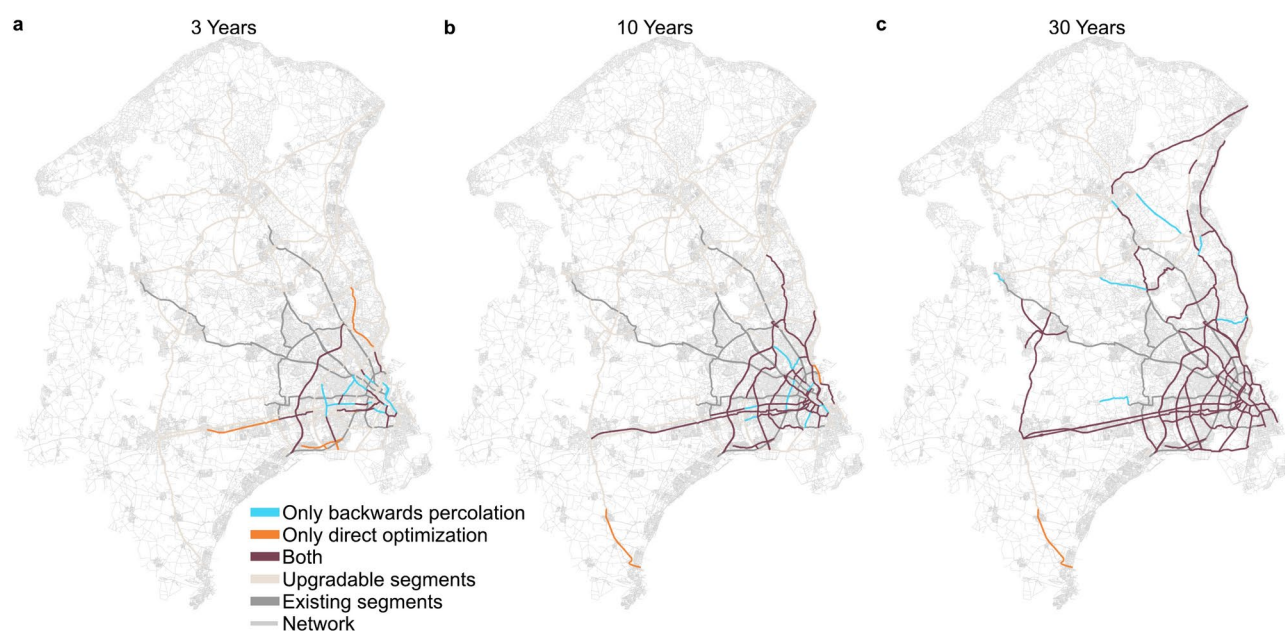 a
3 Years
b
10 Years
c
30 Years
Only backwards percolation
Only direct optimization
Both
Upgradable segments
Existing segments
Network